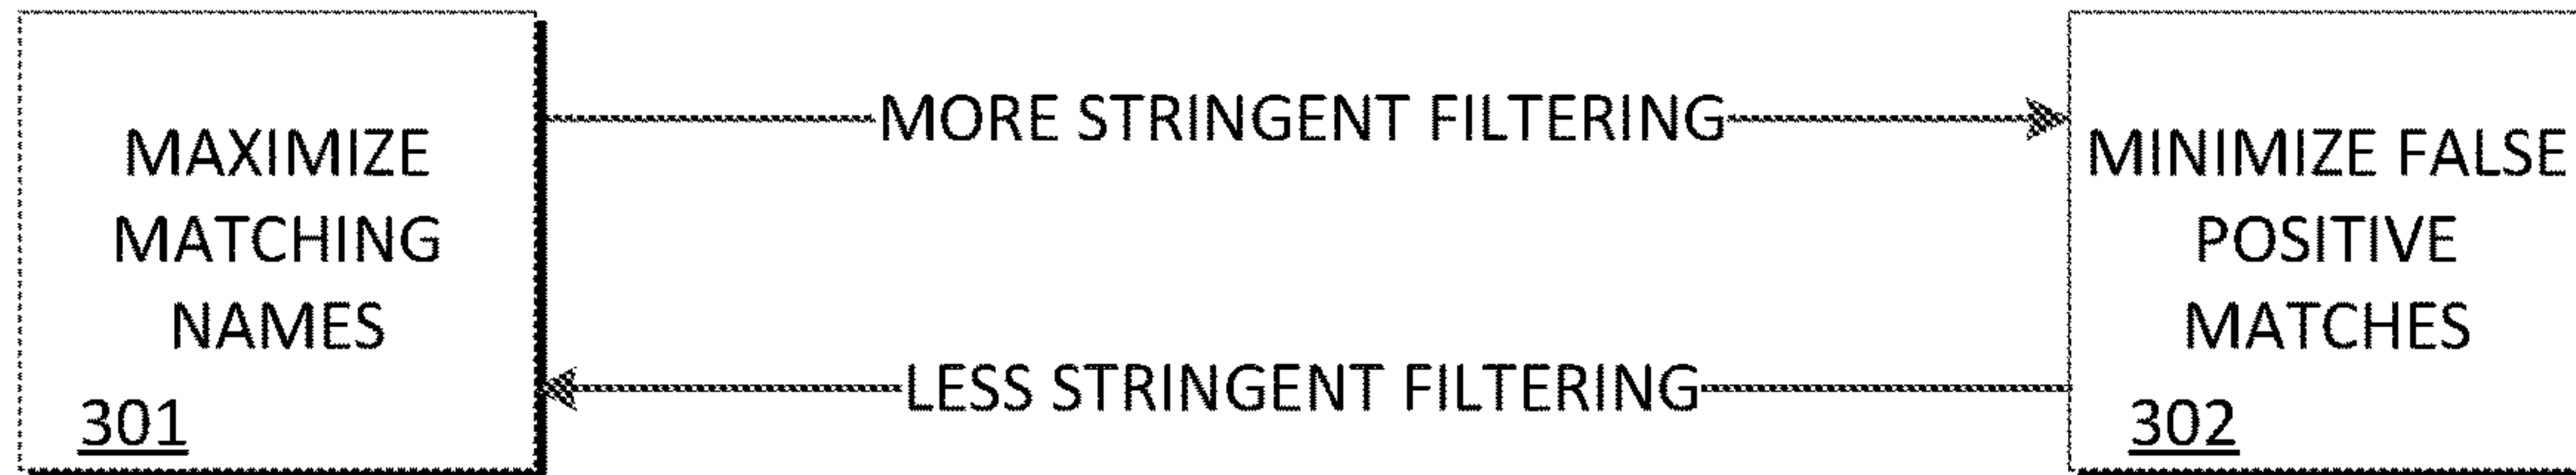 MAXIMIZE
MATCHING
NAMES
301
MORE STRINGENT FILTERING
LESS STRINGENT FILTERING
MINIMIZE FALSE
POSITIVE
MATCHES
302